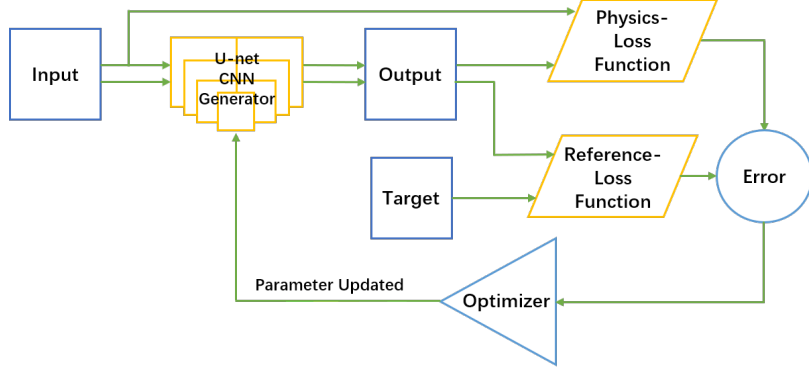 Input
U-net
CNN
Generator
Output
Physics-
Loss
Function
Target
Reference-
Loss
Function
Error
Parameter Updated
Optimizer